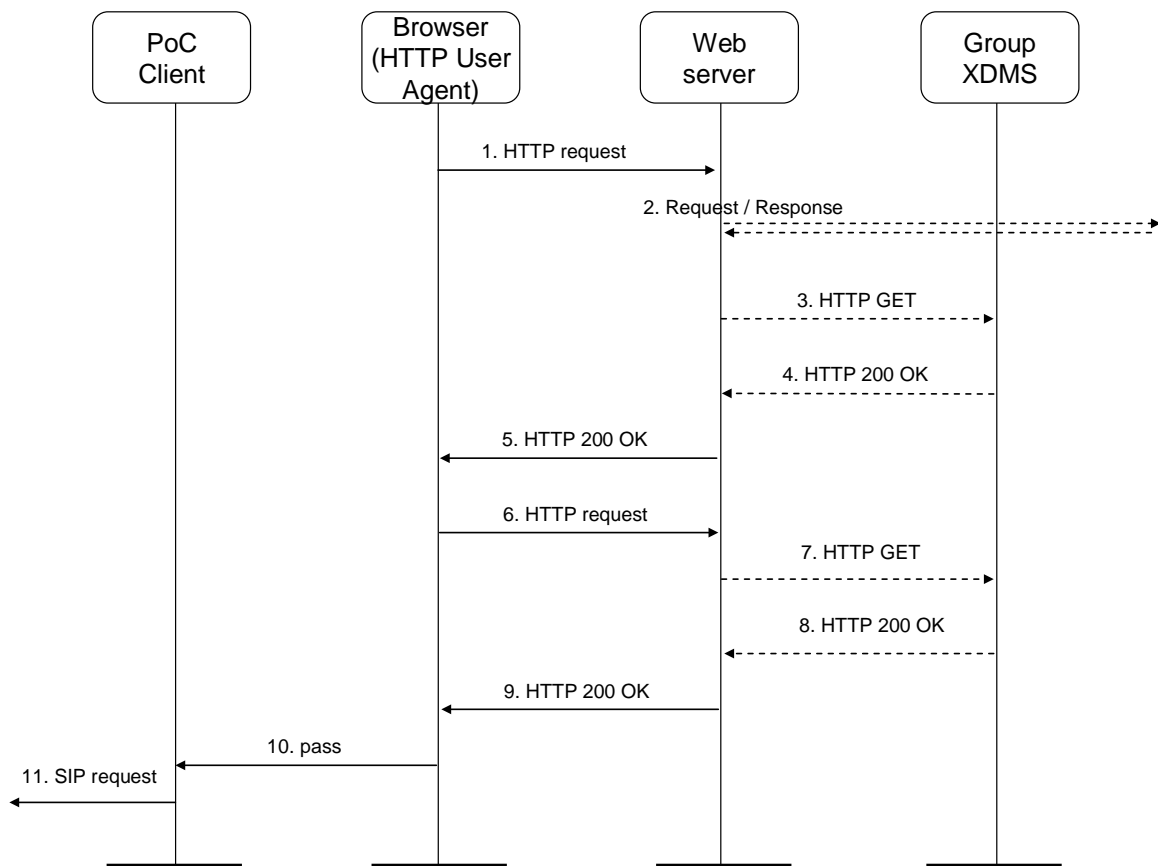 PoC
Client
Browser
(HTTP User
Agent)
Web
server
Group
XDMS
1. HTTP request
2. Request / Response
3. HTTP GET
4. HTTP 200 OK
5. HTTP 200 OK
6. HTTP request
7. HTTP GET
8. HTTP 200 OK
9. HTTP 200 OK
10. pass
11. SIP request